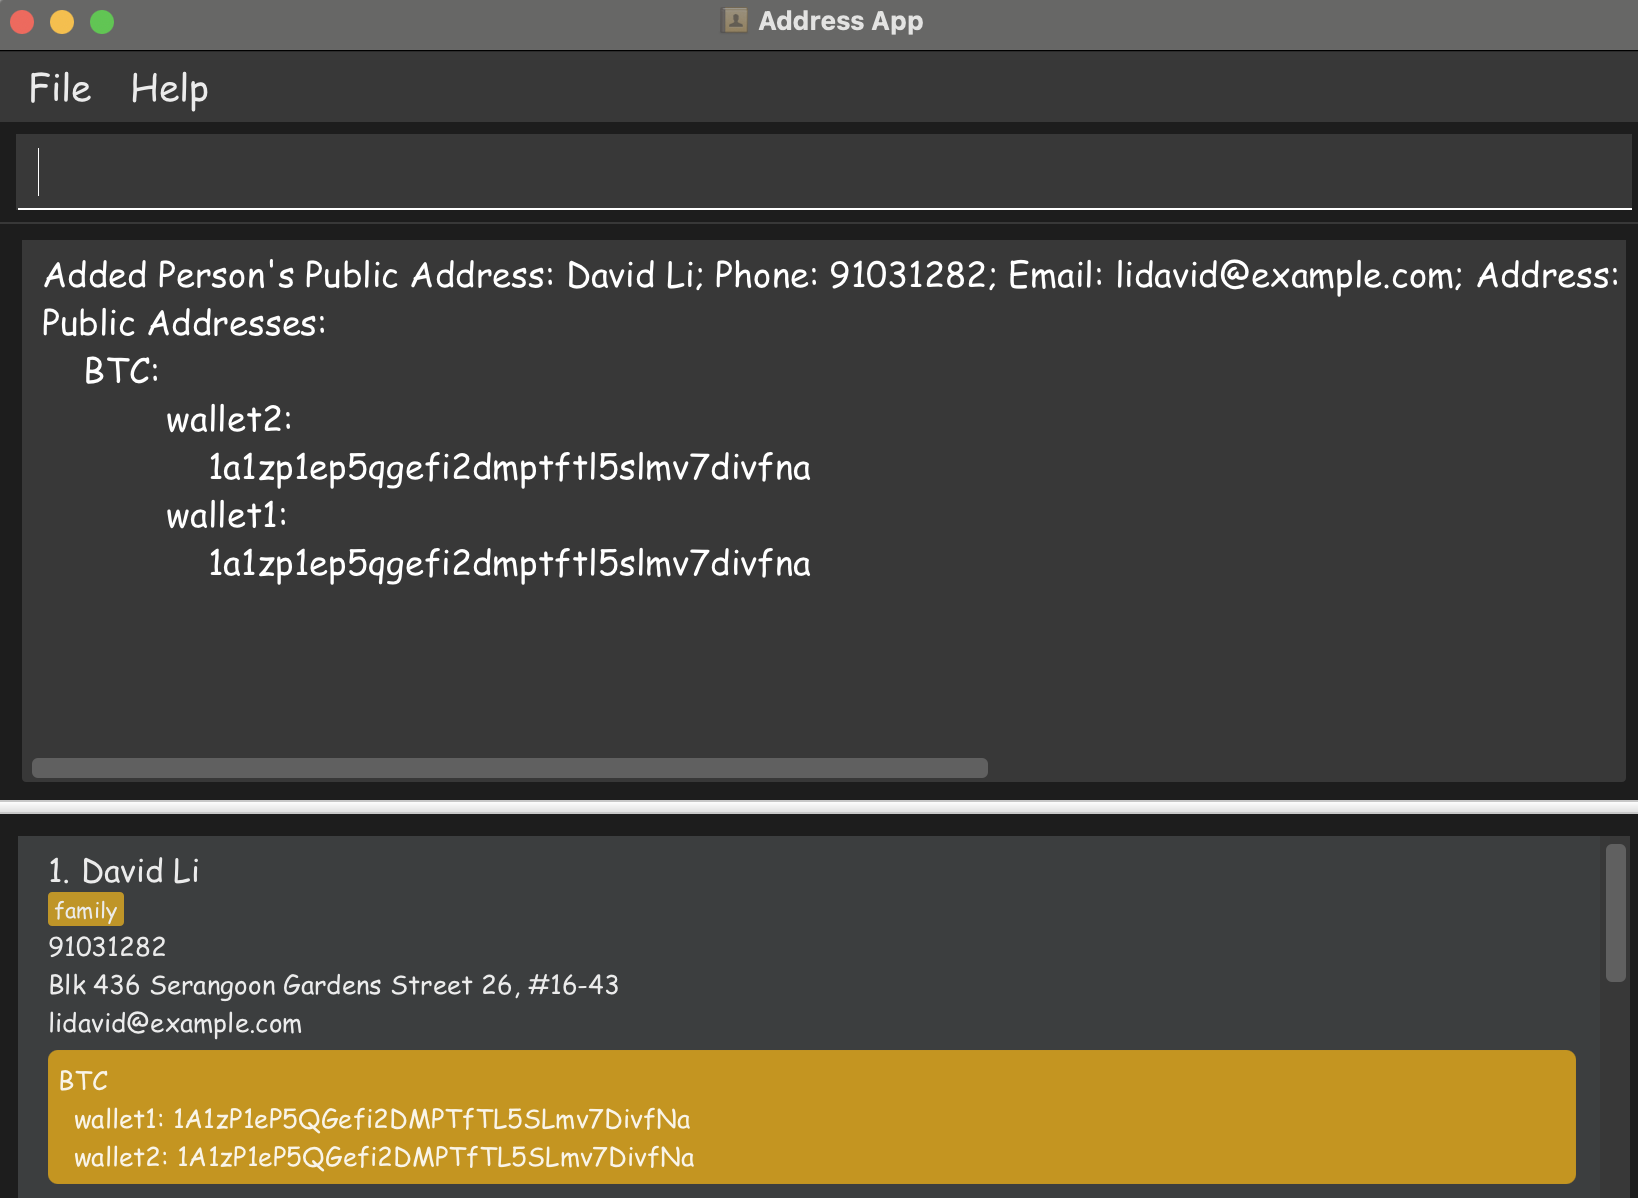 Address App
File Help
Added Person's Public Address: David Li; Phone: 91031282; Email: lidavid@example.com; Address:
Public Addresses:
BTC:
wallet2:
1a1zp1ep5qgefi2dmptftl5slmv7divfna
wallet1:
1a1zp1ep5qgefi2dmptftl5slmv7divfna
1. David Li
family
91031282
Blk 436 Serangoon Gardens Street 26, #16-43
lidavid@example.com
BTC
wallet1: 1A1zP1eP5QGefi2DMPTfTL5SLmv7DivfNa
wallet2: 1A1zP1eP5QGefi2DMPTfTL5SLmv7DivfNa